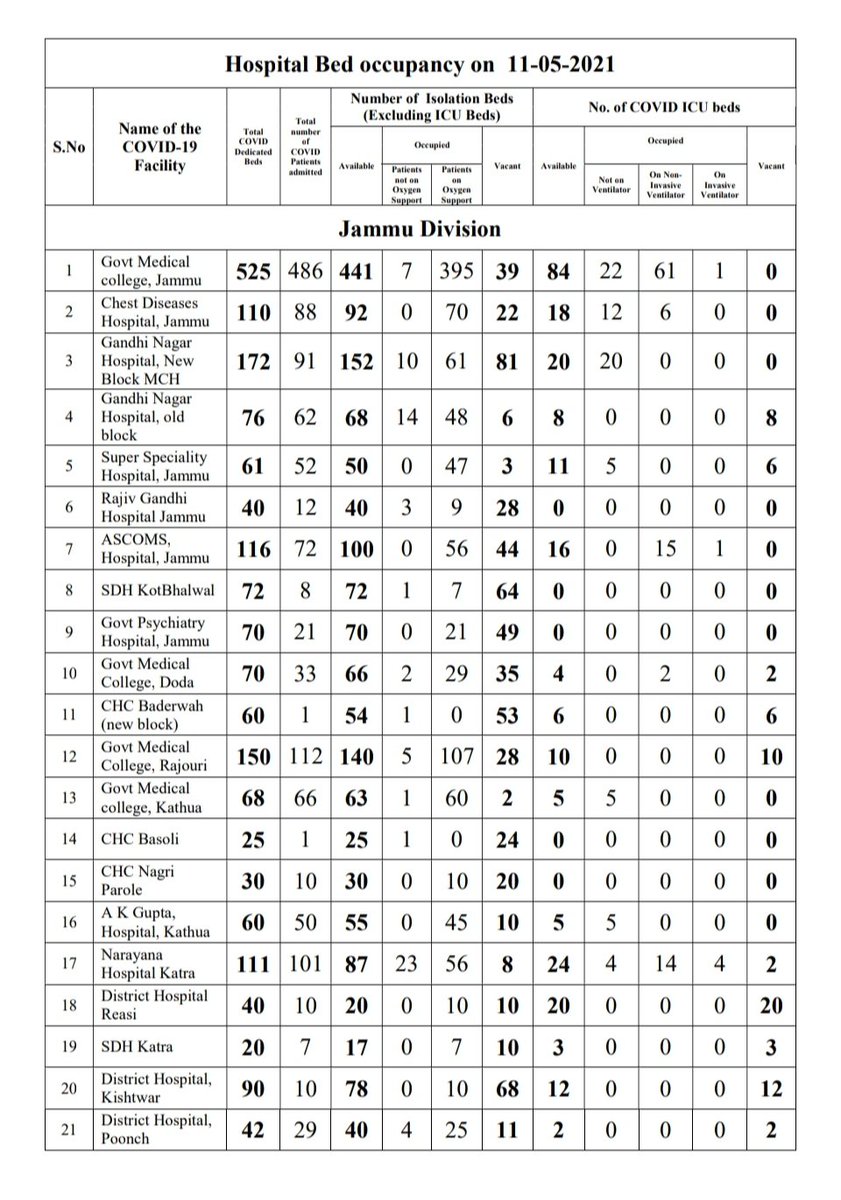 Hospital Bed occupancy on 11-05-2021
S.No
Name of the
COVID-19
Facility
Total
COVID
Dedicated
Beds
Total
number
of
COVID
Patients
admitted
Number of Isolation Beds
(Excluding ICU Beds)
No. of COVID ICU beds
Available
Occupied
Vacant
Available
Occupied
Vacant
Patients
not on
Oxygen
Support
Patients
on
Oxygen
Support
Not on
Ventilator
On Non-
Invasive
Ventilator
On
Invasive
Ventilator
Jammu Division
1 Govt Medical
college, Jammu 525 486 441 7 395 39 84 22 61 1 0
2 Chest Diseases
Hospital, Jammu 110 88 92 0 70 22 18 12 6 0 0
3 Gandhi Nagar
Hospital, New
Block MCH 172 91 152 10 61 81 20 20 0 0 0
4 Gandhi Nagar
Hospital, old
block 76 62 68 14 48 6 8 0 0 0 8
5 Super Speciality
Hospital, Jammu 61 52 50 0 47 3 11 5 0 0 6
6 Rajiv Gandhi
Hospital Jammu 40 12 40 3 9 28 0 0 0 0 0
7 ASCOMS,
Hospital, Jammu 116 72 100 0 56 44 16 0 15 1 0
8 SDH KotBhalwal 72 8 72 1 7 64 0 0 0 0 0
9 Govt Psychiatry
Hospital, Jammu 70 21 70 0 21 49 0 0 0 0 0
10 Govt Medical
College, Doda 70 33 66 2 29 35 4 0 2 0 2
11 CHC Baderwah
(new block) 60 1 54 1 0 53 6 0 0 0 6
12 Govt Medical
College, Rajouri 150 112 140 5 107 28 10 0 0 0 10
13 Govt Medical
college, Kathua 68 66 63 1 60 2 5 5 0 0 0
14 CHC Basoli 25 1 25 1 0 24 0 0 0 0 0
15 CHC Nagri
Parole 30 10 30 0 10 20 0 0 0 0 0
16 A K Gupta,
Hospital, Kathua 60 50 55 0 45 10 5 5 0 0 0
17 Narayana
Hospital Katra 111 101 87 23 56 8 24 4 14 4 2
18 District Hospital
Reasi 40 10 20 0 10 10 20 0 0 0 20
19 SDH Katra 20 7 17 0 7 10 3 0 0 0 3
20 District Hospital,
Kishtwar 90 10 78 0 10 68 12 0 0 0 12
21 District Hospital,
Poonch 42 29 40 4 25 11 2 0 0 0 2